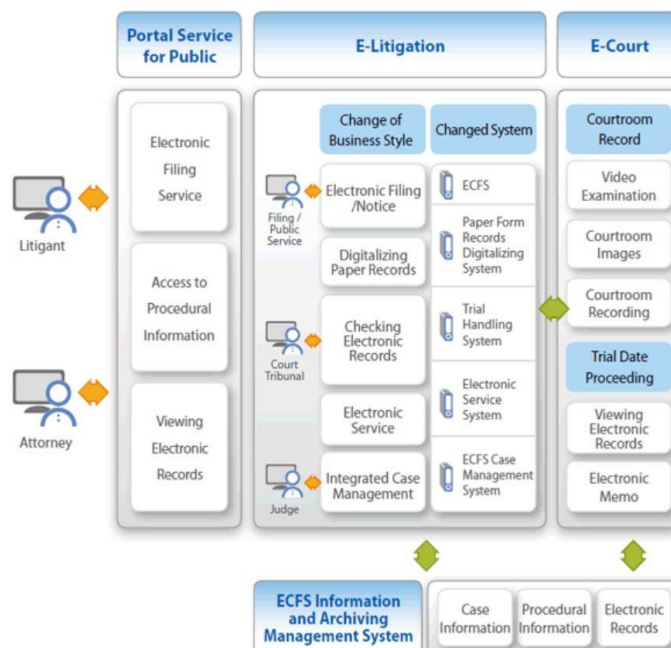 Portal Service
for Public
E-Litigation
E-Court
Litigant
Attorney
Electronic
Filing
Service
Access to
Procedural
Information
Viewing
Electronic
Records
Change of
Business Style
Changed System
Filing /
Public
Service
Court
Tribunal
Judge
Electronic Filing
/Notice
Digitalizing
Paper Records
Checking
Electronic
Records
Electronic
Service
Integrated Case
Management
ECFS
Paper Form
Records
Digitalizing
System
Trial
Handling
System
Electronic
Service
System
ECFS Case
Management
System
Courtroom
Record
Video
Examination
Courtroom
Images
Courtroom
Recording
Trial Date
Proceeding
Viewing
Electronic
Records
Electronic
Memo
ECFS Information
and Archiving
Management System
Case
Information
Procedural
Information
Electronic
Records